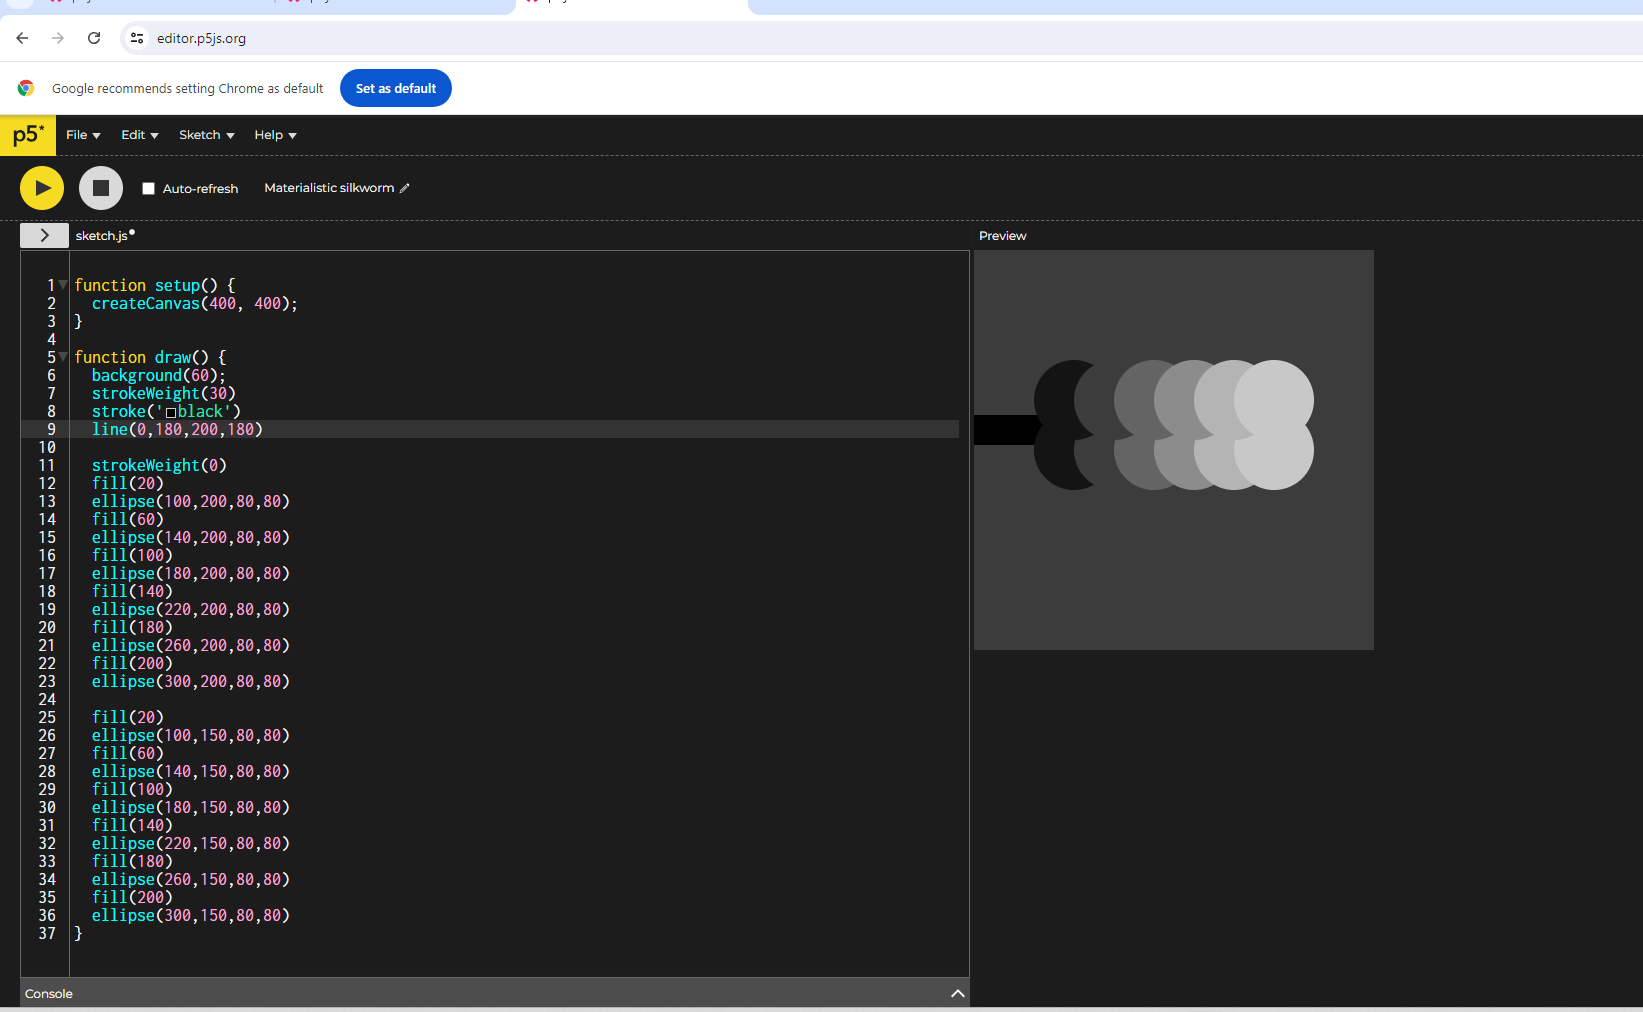 editor.p5js.org
Google recommends setting Chrome as default Set as default
p5* File Edit Sketch Help
Auto-refresh Materialistic silkworm
sketch.js Preview
1 function setup() {
2 createCanvas(400, 400);
3 }
4
5 function draw() {
6 background(60);
7 strokeWeight(30)
8 stroke('black')
9 line(0,180,200,180)
10
11 strokeWeight(0)
12 fill(20)
13 ellipse(100,200,80,80)
14 fill(60)
15 ellipse(140,200,80,80)
16 fill(100)
17 ellipse(180,200,80,80)
18 fill(140)
19 ellipse(220,200,80,80)
20 fill(180)
21 ellipse(260,200,80,80)
22 fill(200)
23 ellipse(300,200,80,80)
24
25 fill(20)
26 ellipse(100,150,80,80)
27 fill(60)
28 ellipse(140,150,80,80)
29 fill(100)
30 ellipse(180,150,80,80)
31 fill(140)
32 ellipse(220,150,80,80)
33 fill(180)
34 ellipse(260,150,80,80)
35 fill(200)
36 ellipse(300,150,80,80)
37 }
Console